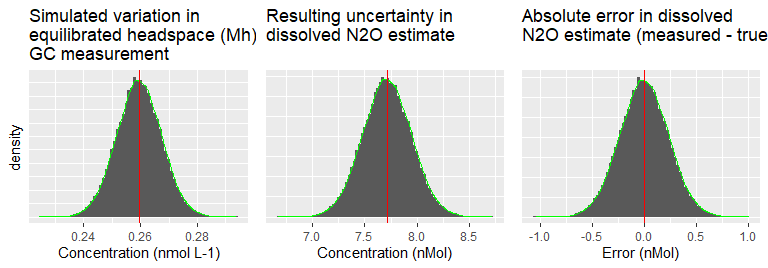 Simulated variation in
equilibrated headspace (Mh)
GC measurement
Resulting uncertainty in
dissolved N2O estimate
Absolute error in dissolved
N2O estimate (measured - true
density
0.24 0.26 0.28
Concentration (nmol L-1)
7.0 7.5 8.0 8.5
Concentration (nMol)
-1.0 -0.5 0.0 0.5 1.0
Error (nMol)